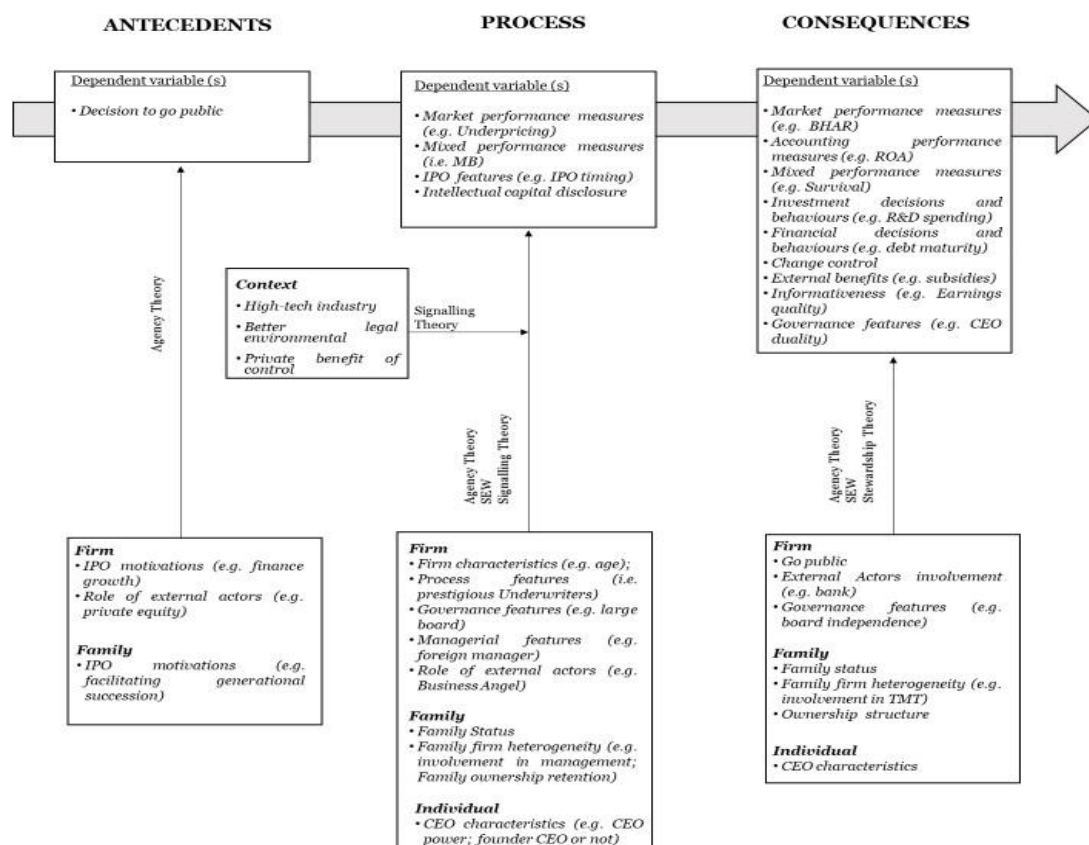 ANTECEDENTS
PROCESS
CONSEQUENCES
Dependent variable (s)
• Decision to go public
Dependent variable (s)
• Market performance measures
(e.g. Underpricing)
• Mixed performance measures
(i.e. MB)
• IPO features (e.g. IPO timing)
• Intellectual capital disclosure
Dependent variable (s)
• Market performance measures
(e.g. BHAR)
• Accounting performance
measures (e.g. ROA)
• Mixed performance measures
(e.g. Survival)
• Investment decisions and
behaviours (e.g. R&D spending)
• Financial decisions and
behaviours (e.g. debt maturity)
• Change control
• External benefits (e.g. subsidies)
• Informativeness (e.g. Earnings
quality)
• Governance features (e.g. CEO
duality)
Agency Theory
Context
• High-tech industry
• Better legal
environmental
• Private benefit of
control
Signalling
Theory
Agency Theory
SEW
Signalling Theory
Agency Theory
SEW
Stewardship Theory
Firm
• IPO motivations (e.g. finance
growth)
• Role of external actors (e.g.
private equity)
Family
• IPO motivations (e.g.
facilitating generational
succession)
Firm
• Firm characteristics (e.g. age);
• Process features (i.e.
prestigious Underwriters)
• Governance features (e.g. large
board)
• Managerial features (e.g.
foreign manager)
• Role of external actors (e.g.
Business Angel)
Family
• Family Status
• Family firm heterogeneity (e.g.
involvement in management;
Family ownership retention)
Individual
• CEO characteristics (e.g. CEO
power; founder CEO or not)
Firm
• Go public
• External Actors involvement
(e.g. bank)
• Governance features (e.g.
board independence)
Family
• Family status
• Family firm heterogeneity (e.g.
involvement in TMT)
• Ownership structure
Individual
• CEO characteristics